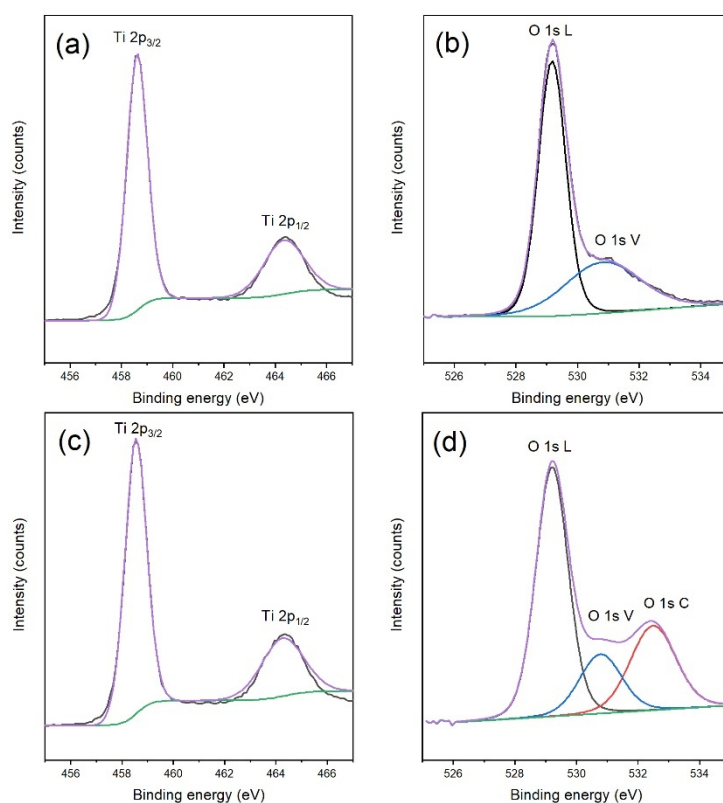 (a)
Ti 2p3/2
Ti 2p1/2
Intensity (counts)
456 458 460 462 464 466
Binding energy (eV)
(b)
O 1s L
O 1s V
Intensity (counts)
526 528 530 532 534
Binding energy (eV)
(c)
Ti 2p3/2
Ti 2p1/2
Intensity (counts)
456 458 460 462 464 466
Binding energy (eV)
(d)
O 1s L
O 1s V
O 1s C
Intensity (counts)
526 528 530 532 534
Binding energy (eV)